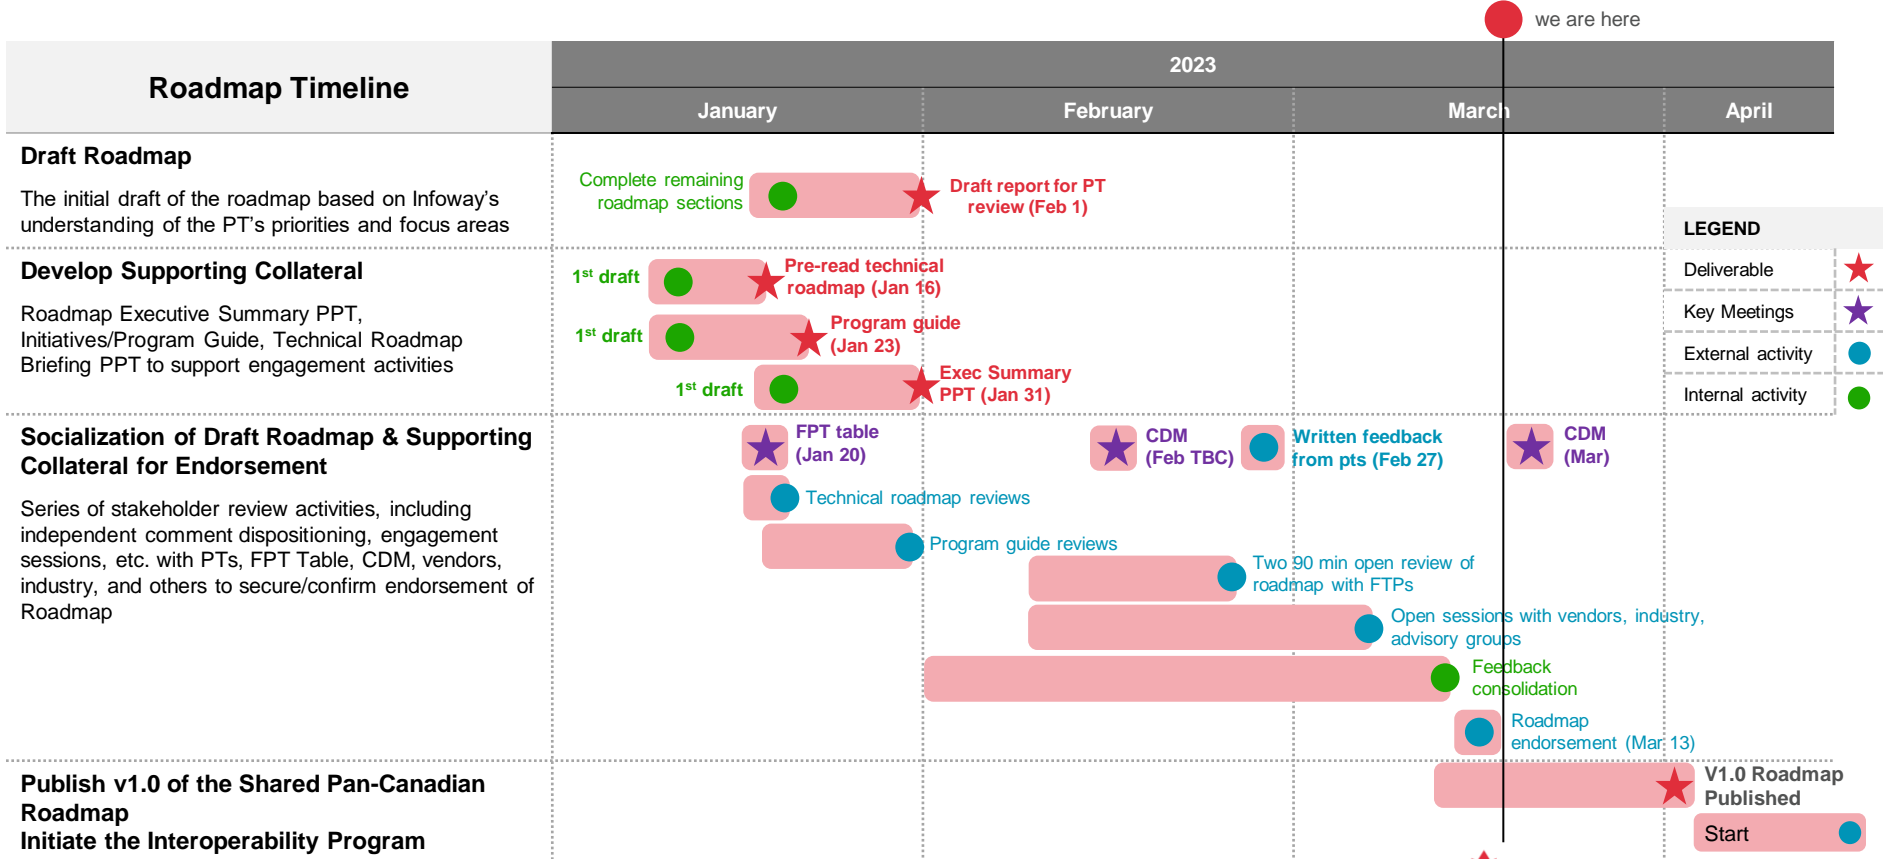 we are here
Roadmap Timeline
2023
January
February
March
April
Draft Roadmap
The initial draft of the roadmap based on Infoway's
understanding of the PT's priorities and focus areas
Complete remaining
roadmap sections
Draft report for PT
review (Feb 1)
LEGEND
Deliverable
Key Meetings
External activity
Internal activity
Develop Supporting Collateral
Roadmap Executive Summary PPT,
Initiatives/Program Guide, Technical Roadmap
Briefing PPT to support engagement activities
1st draft
Pre-read technical
roadmap (Jan 16)
1st draft
Program guide
(Jan 23)
1st draft
Exec Summary
PPT (Jan 31)
Socialization of Draft Roadmap & Supporting
Collateral for Endorsement
Series of stakeholder review activities, including
independent comment dispositioning, engagement
sessions, etc. with PTs, FPT Table, CDM, vendors,
industry, and others to secure/confirm endorsement of
Roadmap
FPT table
(Jan 20)
CDM
(Feb TBC)
Written feedback
from pts (Feb 27)
CDM
(Mar)
Technical roadmap reviews
Program guide reviews
Two 90 min open review of
roadmap with FTPs
Open sessions with vendors, industry,
advisory groups
Feedback
consolidation
Roadmap
endorsement (Mar 13)
Publish v1.0 of the Shared Pan-Canadian
Roadmap
Initiate the Interoperability Program
V1.0 Roadmap
Published
Start